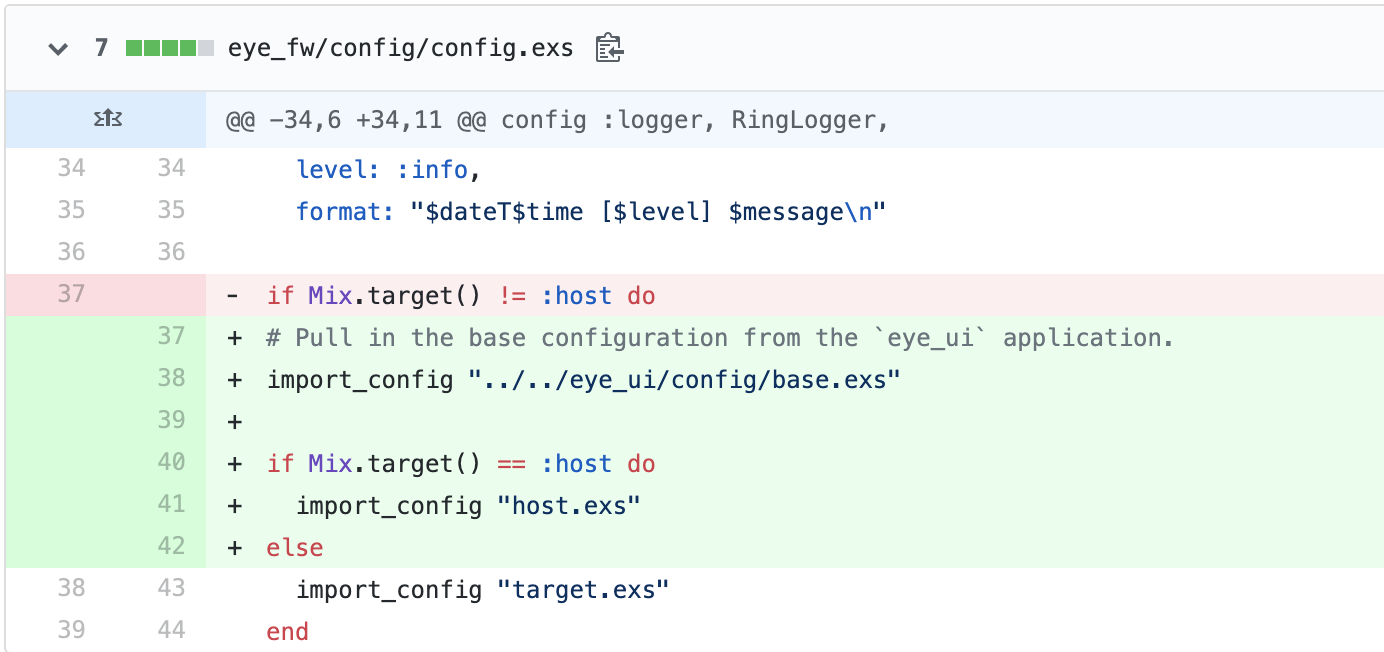 7 eye_fw/config/config.exs
@@ -34,6 +34,11 @@ config :logger, RingLogger,
34 34 level: :info,
35 35 format: "$dateT$time [$level] $message\n"
36 36
37 - if Mix.target() != :host do
37 + # Pull in the base configuration from the `eye_ui` application.
38 + import_config "../../eye_ui/config/base.exs"
39 +
40 + if Mix.target() == :host do
41 + import_config "host.exs"
42 + else
38 43 import_config "target.exs"
39 44 end